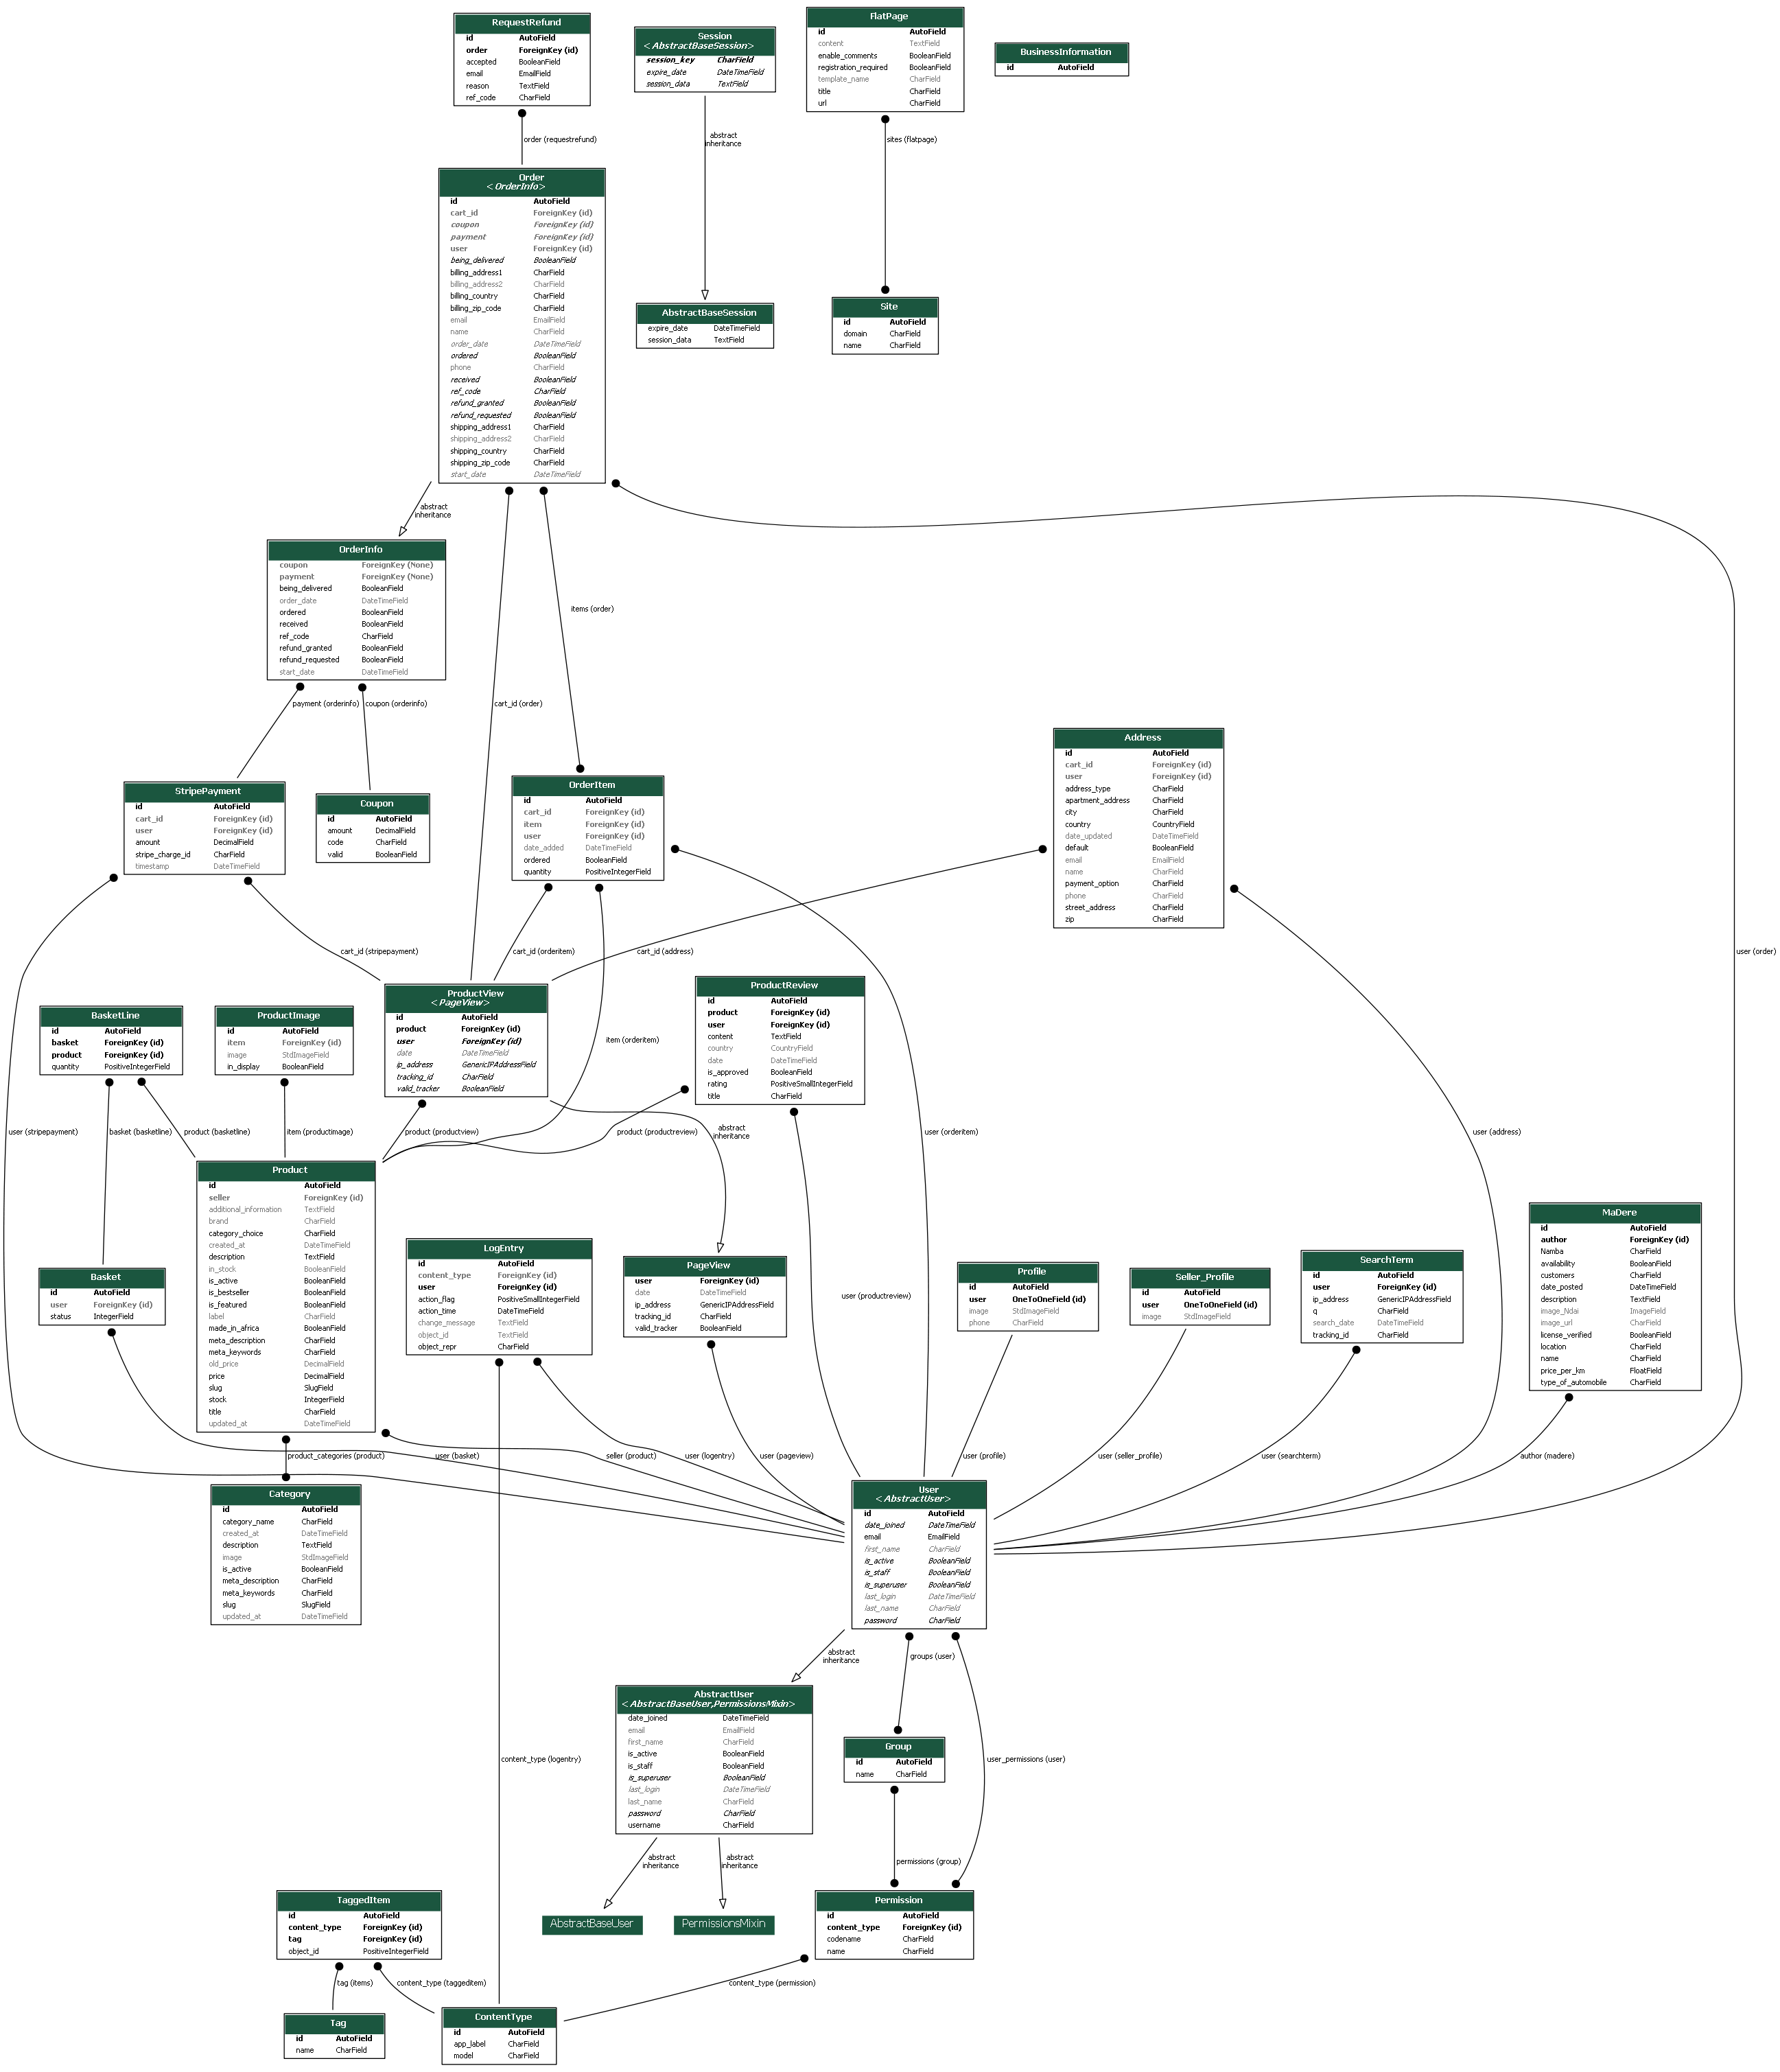 RequestRefund
id AutoField
order ForeignKey (id)
accepted BooleanField
email EmailField
reason TextField
ref_code CharField
order (requestrefund)
Session
<AbstractBaseSession>
session_key CharField
expire_date DateTimeField
session_data TextField
abstract
inheritance
AbstractBaseSession
expire_date DateTimeField
session_data TextField
FlatPage
id AutoField
content TextField
enable_comments BooleanField
registration_required BooleanField
template_name CharField
title CharField
url CharField
sites (flatpage)
Site
id AutoField
domain CharField
name CharField
BusinessInformation
id AutoField
Order
<OrderInfo>
id AutoField
cart_id ForeignKey (id)
coupon ForeignKey (id)
payment ForeignKey (id)
user ForeignKey (id)
being_delivered BooleanField
billing_address1 CharField
billing_address2 CharField
billing_country CharField
billing_zip_code CharField
email EmailField
name CharField
order_date DateTimeField
ordered BooleanField
phone CharField
received BooleanField
ref_code CharField
refund_granted BooleanField
refund_requested BooleanField
shipping_address1 CharField
shipping_address2 CharField
shipping_country CharField
shipping_zip_code CharField
start_date DateTimeField
abstract
inheritance
OrderInfo
coupon ForeignKey (None)
payment ForeignKey (None)
being_delivered BooleanField
order_date DateTimeField
ordered BooleanField
received BooleanField
ref_code CharField
refund_granted BooleanField
refund_requested BooleanField
start_date DateTimeField
items (order)
payment (orderinfo)
coupon (orderinfo)
cart_id (order)
StripePayment
id AutoField
cart_id ForeignKey (id)
user ForeignKey (id)
amount DecimalField
stripe_charge_id CharField
timestamp DateTimeField
Coupon
id AutoField
amount DecimalField
code CharField
valid BooleanField
OrderItem
id AutoField
cart_id ForeignKey (id)
item ForeignKey (id)
user ForeignKey (id)
date_added DateTimeField
ordered BooleanField
quantity PositiveIntegerField
Address
id AutoField
cart_id ForeignKey (id)
user ForeignKey (id)
address_type CharField
apartment_address CharField
city CharField
country CountryField
date_updated DateTimeField
default BooleanField
email EmailField
name CharField
payment_option CharField
phone CharField
street_address CharField
zip CharField
cart_id (stripepayment)
cart_id (orderitem)
cart_id (address)
user (order)
BasketLine
id AutoField
basket ForeignKey (id)
product ForeignKey (id)
quantity PositiveIntegerField
ProductImage
id AutoField
item ForeignKey (id)
image StdImageField
in_display BooleanField
ProductView
<PageView>
id AutoField
product ForeignKey (id)
user ForeignKey (id)
date DateTimeField
ip_address GenericIPAddressField
tracking_id CharField
valid_tracker BooleanField
item (orderitem)
ProductReview
id AutoField
product ForeignKey (id)
user ForeignKey (id)
content TextField
country CountryField
date DateTimeField
is_approved BooleanField
rating PositiveSmallIntegerField
title CharField
user (stripepayment)
basket (basketline)
product (basketline)
item (productimage)
product (productview)
product (productreview)
abstract
inheritance
user (orderitem)
user (address)
Product
id AutoField
seller ForeignKey (id)
additional_information TextField
brand CharField
category_choice CharField
created_at DateTimeField
description TextField
in_stock BooleanField
is_active BooleanField
is_bestseller BooleanField
is_featured BooleanField
label CharField
made_in_africa BooleanField
meta_description CharField
meta_keywords CharField
old_price DecimalField
price DecimalField
slug SlugField
stock IntegerField
title CharField
updated_at DateTimeField
Basket
id AutoField
user ForeignKey (id)
status IntegerField
LogEntry
id AutoField
content_type ForeignKey (id)
user ForeignKey (id)
action_flag PositiveSmallIntegerField
action_time DateTimeField
change_message TextField
object_id TextField
object_repr CharField
PageView
user ForeignKey (id)
date DateTimeField
ip_address GenericIPAddressField
tracking_id CharField
valid_tracker BooleanField
user (productreview)
Profile
id AutoField
user OneToOneField (id)
image StdImageField
phone CharField
Seller_Profile
id AutoField
user OneToOneField (id)
image StdImageField
SearchTerm
id AutoField
user ForeignKey (id)
ip_address GenericIPAddressField
q CharField
search_date DateTimeField
tracking_id CharField
MaDere
id AutoField
author ForeignKey (id)
Namba CharField
availability BooleanField
customers CharField
date_posted DateTimeField
description TextField
image_Ndai ImageField
image_url CharField
license_verified BooleanField
location CharField
name CharField
price_per_km FloatField
type_of_automobile CharField
product_categories (product)
user (basket)
seller (product)
user (logentry)
user (pageview)
user (profile)
user (seller_profile)
user (searchterm)
author (madere)
Category
id AutoField
category_name CharField
created_at DateTimeField
description TextField
image StdImageField
is_active BooleanField
meta_description CharField
meta_keywords CharField
slug SlugField
updated_at DateTimeField
User
<AbstractUser>
id AutoField
date_joined DateTimeField
email EmailField
first_name CharField
is_active BooleanField
is_staff BooleanField
is_superuser BooleanField
last_login DateTimeField
last_name CharField
password CharField
abstract
inheritance
groups (user)
AbstractUser
<AbstractBaseUser,PermissionsMixin>
date_joined DateTimeField
email EmailField
first_name CharField
is_active BooleanField
is_staff BooleanField
is_superuser BooleanField
last_login DateTimeField
last_name CharField
password CharField
username CharField
Group
id AutoField
name CharField
content_type (logentry)
user_permissions (user)
abstract
inheritance
abstract
inheritance
permissions (group)
AbstractBaseUser
PermissionsMixin
Permission
id AutoField
content_type ForeignKey (id)
codename CharField
name CharField
TaggedItem
id AutoField
content_type ForeignKey (id)
tag ForeignKey (id)
object_id PositiveIntegerField
tag (items)
content_type (taggeditem)
content_type (permission)
Tag
id AutoField
name CharField
ContentType
id AutoField
app_label CharField
model CharField